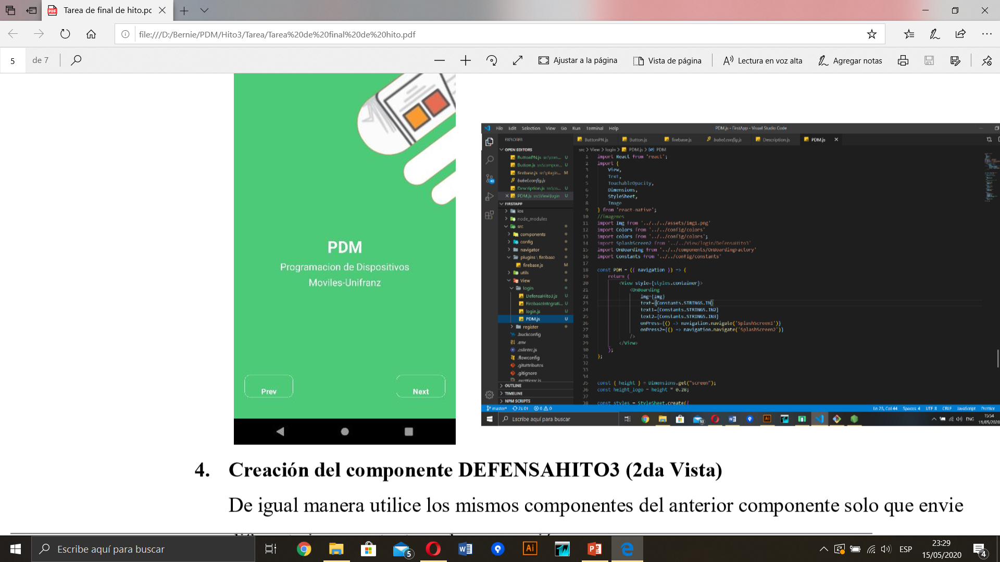 Tarea de final de hito.pc
file:///D:/Bernie/PDM/Hito3/Tarea/Tarea%20de%20final%20de%20hito.pdf
5 de 7
Ajustar a la página
Vista de página
Lectura en voz alta
Agregar notas
PDM
Programacion de Dispositivos
Moviles-Unifranz
Prev
Next
File Edit Selection View Go Run Terminal Help
PDM.js - FirstApp - Visual Studio Code
EXPLORER
ButtonPN.js
Button.js
firebase.js
babel.config.js
Description.js
PDM.js
OPEN EDITORS
ButtonPN.js src\com... U
Button.js src\compon... U
firebase.js src\plugin... M
babel.config.js
Description.js src\co... U
PDM.js src\View\login U
FIRSTAPP
ios
node_modules
src
components
config
navigator
plugins \ firebase
firebase.js M
utils
View
login
DefensaHito3.js U
FirebaseIntegrati... U
login.js U
PDM.js U
register
.buckconfig
.env
.eslintrc.js
.flowconfig
.gitattributes
.gitignore
.prettierrc.js
OUTLINE
TIMELINE
NPM SCRIPTS
src > View > login > PDM.js > PDM
1 import React from 'react';
2 import {
3 View,
4 Text,
5 TouchableOpacity,
6 Dimensions,
7 StyleSheet,
8 Image
9 } from 'react-native';
10 //imagenes
11 import Img from '../../../assets/img1.png'
12 import Colors from '../../config/colors'
13 import colors from '../../config/colors';
14 import SplashScreen2 from '../../View/login/DefensaHito3'
15 import OnBoarding from '../../components/OnBoardingFactory'
16 import Constants from '../../config/constants'
17
18 const PDM = ({ navigation }) => {
19 return (
20 <View style={styles.container}>
21 <OnBoarding
22 img={Img}
23 text={Constants.STRINGS.IN}
24 text1={Constants.STRINGS.IN2}
25 text2={Constants.STRINGS.IN3}
26 onPress={() => navigation.navigate('SplashScreen1')}
27 onPress2={() => navigation.navigate('SplashScreen2')}
28 />
29 </View>
30 );
31 };
32
33
34
35 const { height } = Dimensions.get("screen");
36 const height_logo = height * 0.28;
37
38 const styles = StyleSheet.create({
master*
0 0
Ln 23, Col 44 Spaces: 4 UTF-8 CRLF JavaScript Prettier
Escribe aquí para buscar
10
ENG
15:54
11/05/2020
4. Creación del componente DEFENSAHITO3 (2da Vista)
De igual manera utilice los mismos componentes del anterior componente solo que envie
Escribe aquí para buscar
5
ESP
23:29
15/05/2020
4